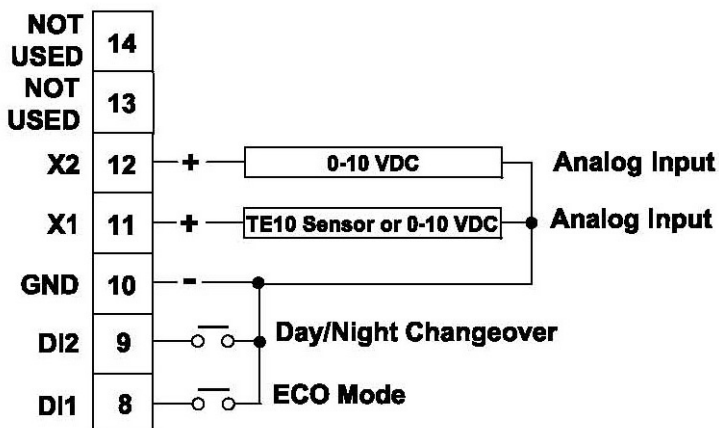 NOT
USED 14
NOT
USED 13
X2 12 + 0-10 VDC Analog Input
X1 11 + TE10 Sensor or 0-10 VDC Analog Input
GND 10 -
DI2 9 Day/Night Changeover
DI1 8 ECO Mode